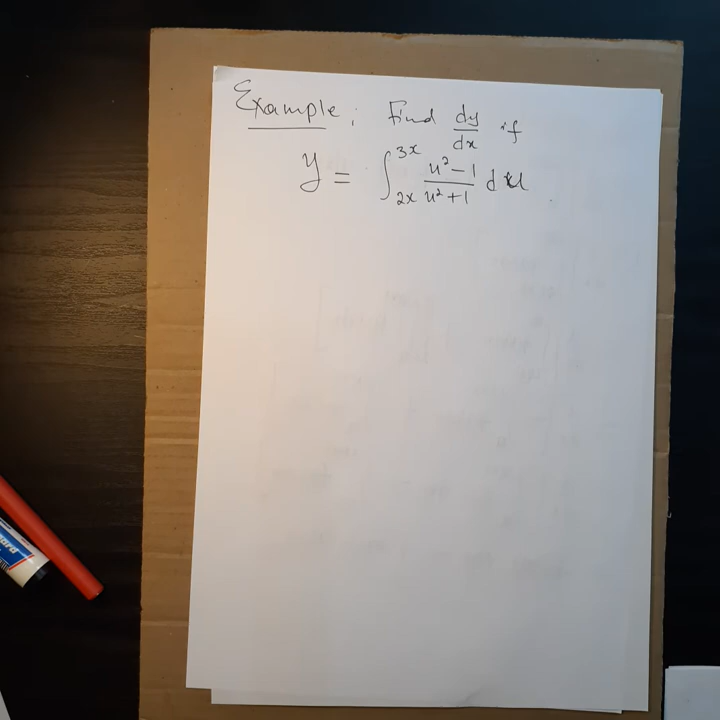 Example: Find dy/dx if
y = ∫_{2x}^{3x} (u²-1)/(u²+1) du